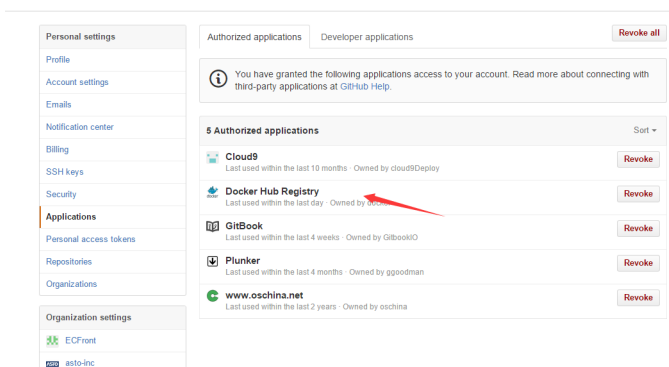 Personal settings
Profile
Account settings
Emails
Notification center
Billing
SSH keys
Security
Applications
Personal access tokens
Repositories
Organizations
Organization settings
ECFront
asto-inc
Authorized applications
Developer applications
Revoke all
You have granted the following applications access to your account. Read more about connecting with
third-party applications at GitHub Help.
5 Authorized applications
Sort
Cloud9
Last used within the last 10 months · Owned by cloud9Deploy
Revoke
Docker Hub Registry
Last used within the last day · Owned by
Revoke
GitBook
Last used within the last 4 weeks · Owned by GitbookIO
Revoke
Plunker
Last used within the last 4 months · Owned by ggoodman
Revoke
www.oschina.net
Last used within the last 2 years · Owned by oschina
Revoke